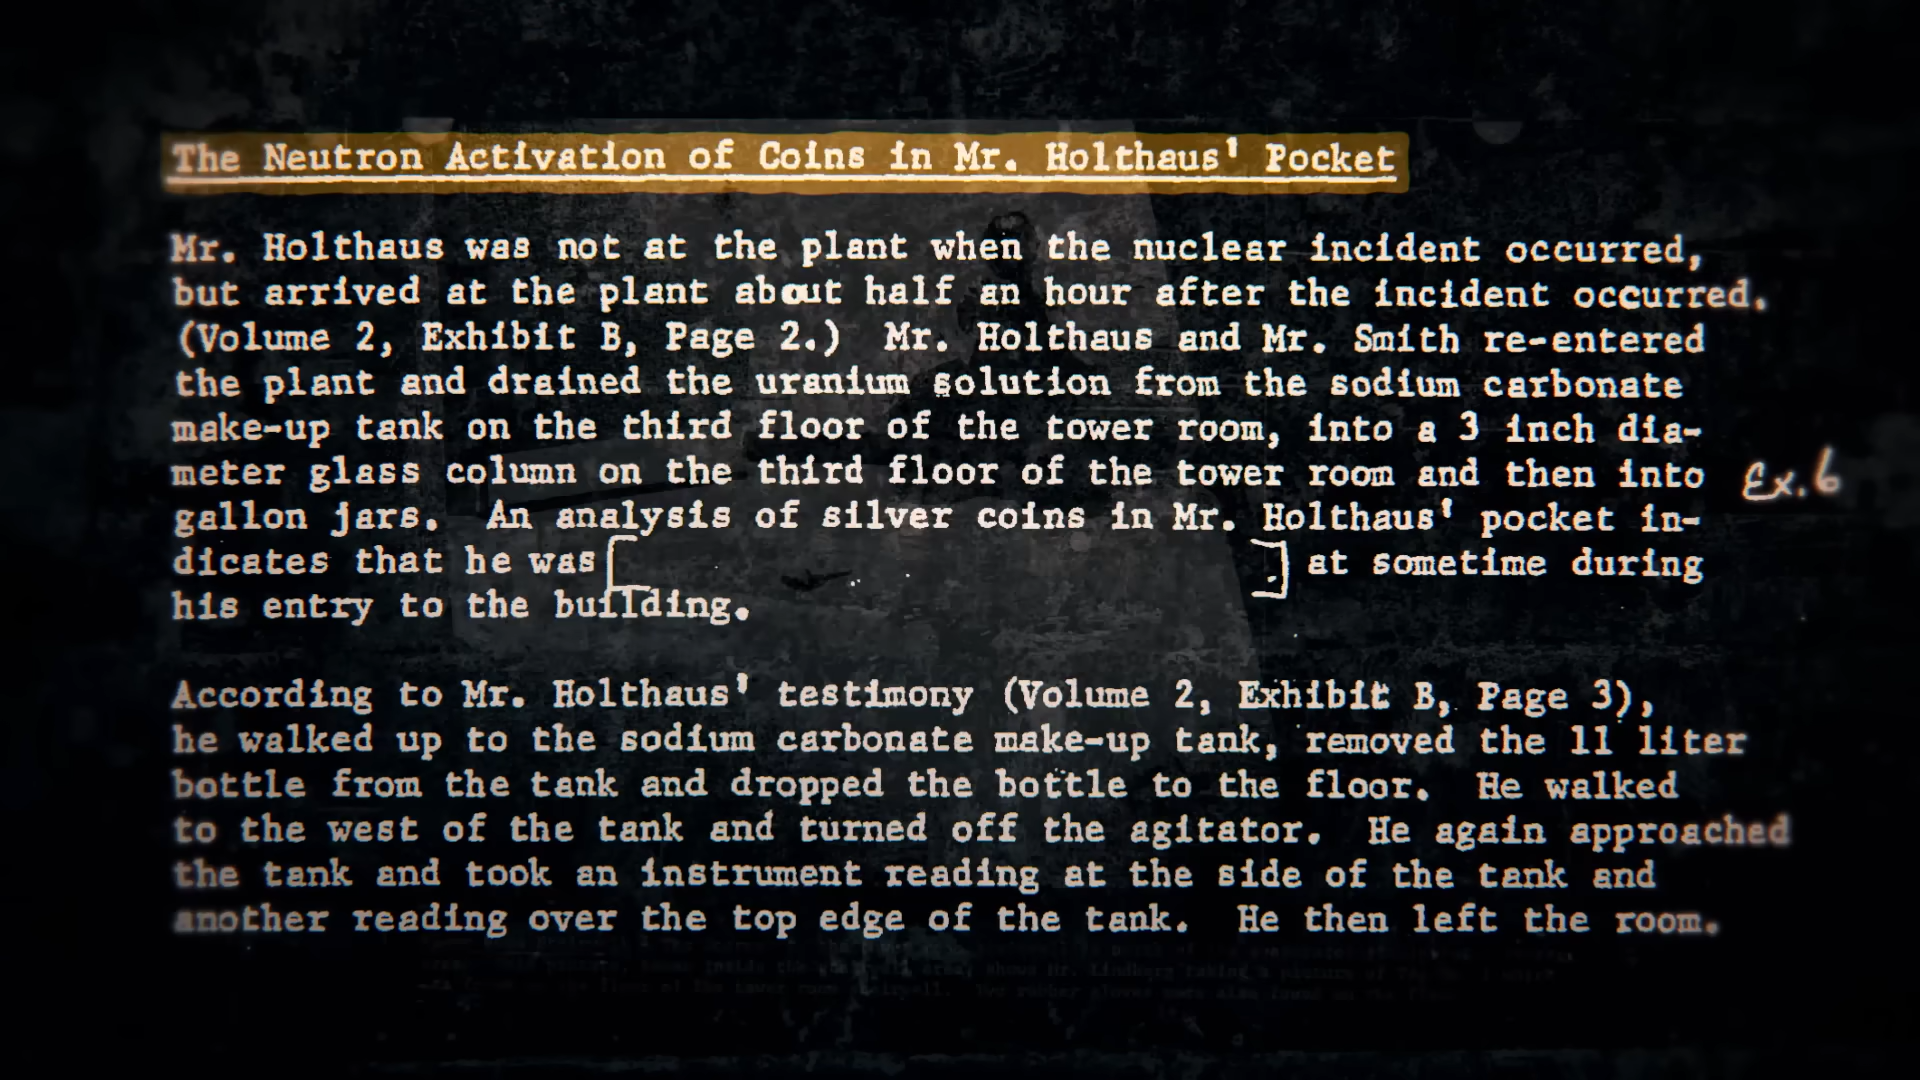 The Neutron Activation of Coins in Mr. Holthaus' Pocket
Mr. Holthaus was not at the plant when the nuclear incident occurred,
but arrived at the plant about half an hour after the incident occurred.
(Volume 2, Exhibit B, Page 2.) Mr. Holthaus and Mr. Smith re-entered
the plant and drained the uranium solution from the sodium carbonate
make-up tank on the third floor of the tower room, into a 3 inch dia-
meter glass column on the third floor of the tower room and then into
Ex.6
gallon jars. An analysis of silver coins in Mr. Holthaus' pocket in-
dicates that he was [ .] at sometime during
his entry to the building.
According to Mr. Holthaus' testimony (Volume 2, Exhibit B, Page 3),
he walked up to the sodium carbonate make-up tank, removed the 11 liter
bottle from the tank and dropped the bottle to the floor. He walked
to the west of the tank and turned off the agitator. He again approached
the tank and took an instrument reading at the side of the tank and
another reading over the top edge of the tank. He then left the room.